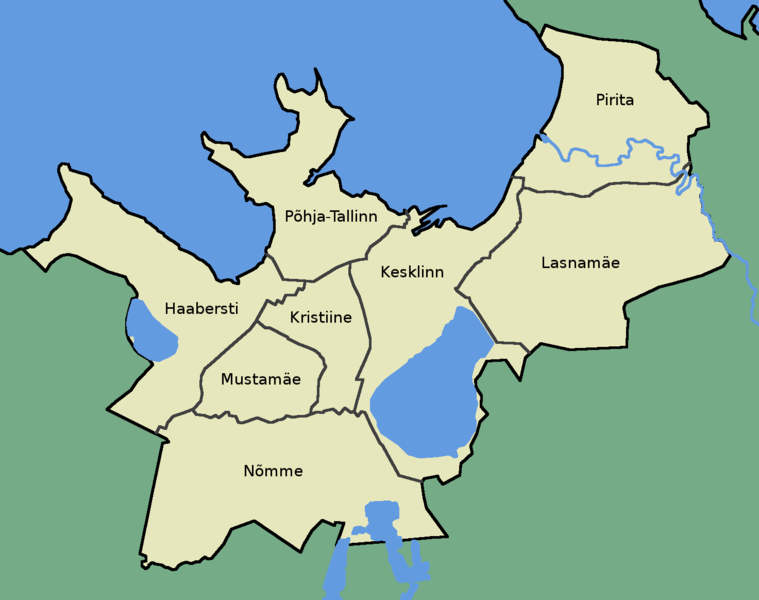 Pirita
Põhja-Tallinn
Lasnamäe
Kesklinn
Haabersti
Kristiine
Mustamäe
Nõmme